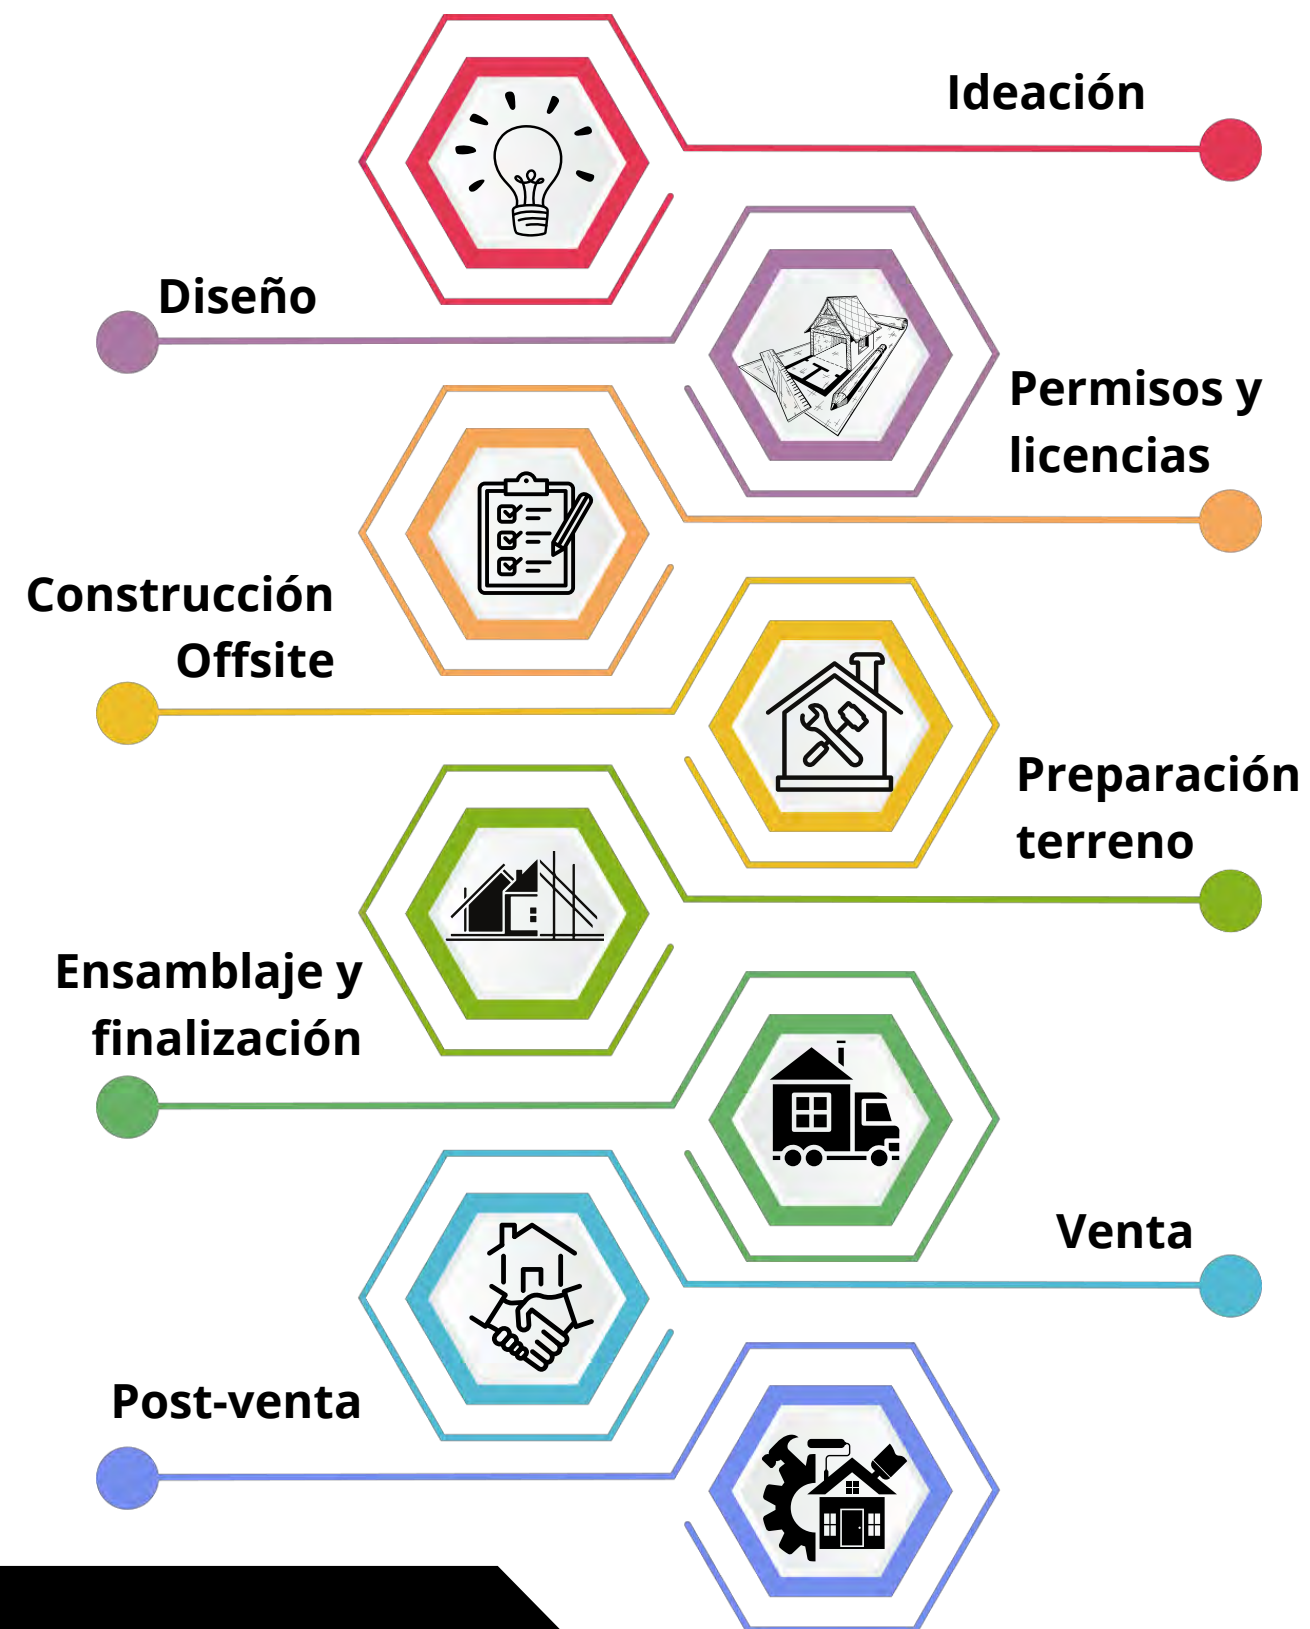 Ideación
Diseño
Permisos y
licencias
Construcción
Offsite
Preparación
terreno
Ensamblaje y
finalización
Venta
Post-venta